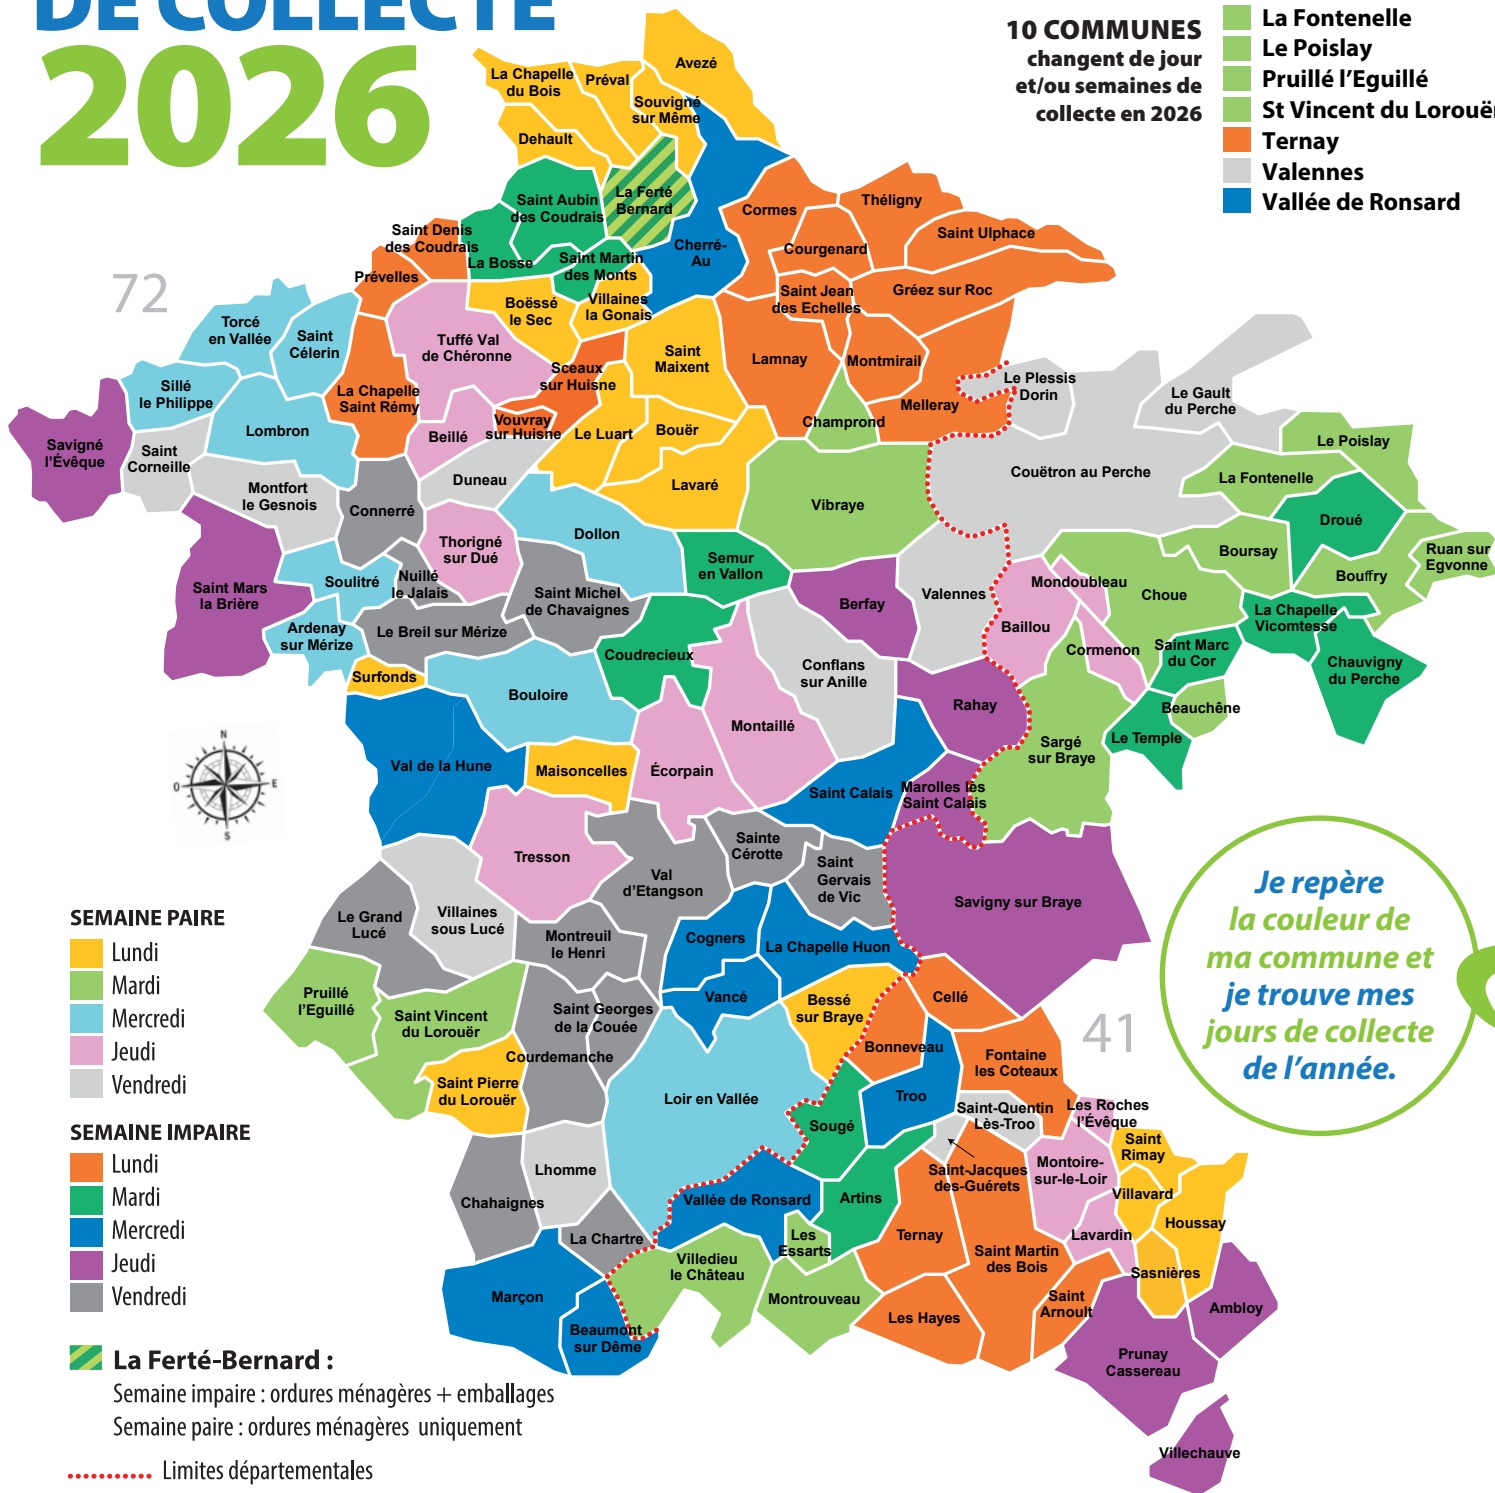 DE COLLECTE
2026
10 COMMUNES
changent de jour
et/ou semaines de
collecte en 2026
La Fontenelle
Le Poislay
Pruillé l’Eguillé
St Vincent du Lorouër
Ternay
Valennes
Vallée de Ronsard
72
La Chapelle
du Bois
Préval
Avezé
Souvigné
sur Même
Dehault
Saint Aubin
des Coudrais
La Ferté
Bernard
Saint Denis
des Coudrais
La Bosse
Saint Martin
des Monts
Cherré-
Au
Cormes
Théligny
Courgenard
Saint Ulphace
Prévelles
Boëssé
le Sec
Villaines
la Gonais
Saint Jean
des Echelles
Gréez sur Roc
Torcé
en Vallée
Saint
Célerin
Tuffé Val
de Chéronne
Sceaux
sur Huisne
Saint
Maixent
Lamnay
Montmirail
Sillé
le Philippe
La Chapelle
Saint Rémy
Vouvray
sur Huisne
Le Luart
Bouër
Champrond
Melleray
Le Plessis
Dorin
Le Gault
du Perche
Savigné
l’Évêque
Saint
Corneille
Lombron
Beillé
Duneau
Lavaré
Couëtron au Perche
Le Poislay
La Fontenelle
Montfort
le Gesnois
Connerré
Vibraye
Droué
Thorigné
sur Dué
Dollon
Semur
en Vallon
Boursay
Ruan sur
Egvonne
Bouffry
Saint Mars
la Brière
Soulitré
Nuillé
le Jalais
Saint Michel
de Chavaignes
Berfay
Valennes
Mondoubleau
Choue
La Chapelle
Vicomtesse
Ardenay
sur Mérize
Le Breil sur Mérize
Coudrecieux
Baillou
Cormenon
Saint Marc
du Cor
Chauvigny
du Perche
Surfonds
Bouloire
Conflans
sur Anille
Rahay
Beauchêne
Montaillé
Sargé
sur Braye
Le Temple
N
O
E
S
Val de la Hune
Maisoncelles
Écorpain
Saint Calais
Marolles lès
Saint Calais
Tresson
Sainte
Cérotte
Saint
Gervais
de Vic
Val
d’Etangson
Savigny sur Braye
Je repère
la couleur de
ma commune et
je trouve mes
jours de collecte
de l’année.
Le Grand
Lucé
Villaines
sous Lucé
Montreuil
le Henri
Cogners
La Chapelle Huon
Vancé
Bessé
sur Braye
Cellé
41
Pruillé
l’Eguillé
Saint Vincent
du Lorouër
Saint Georges
de la Couée
Courdemanche
Bonneveau
Fontaine
les Coteaux
Saint Pierre
du Lorouër
Loir en Vallée
Troo
Saint-Quentin
Lès-Troo
Les Roches
l’Évêque
Sougé
Saint
Rimay
Lhomme
Saint-Jacques
des-Guérets
Montoire-
sur-le-Loir
Villavard
Chahaignes
Vallée de Ronsard
Artins
Houssay
La Chartre
Les
Essarts
Ternay
Saint Martin
des Bois
Lavardin
Sasnières
Villedieu
le Château
Marçon
Montrouveau
Les Hayes
Saint
Arnoult
Ambloy
Beaumont
sur Dême
Prunay
Cassereau
Villechauve
SEMAINE PAIRE
Lundi
Mardi
Mercredi
Jeudi
Vendredi
SEMAINE IMPAIRE
Lundi
Mardi
Mercredi
Jeudi
Vendredi
La Ferté-Bernard :
Semaine impaire : ordures ménagères + emballages
Semaine paire : ordures ménagères uniquement
Limites départementales